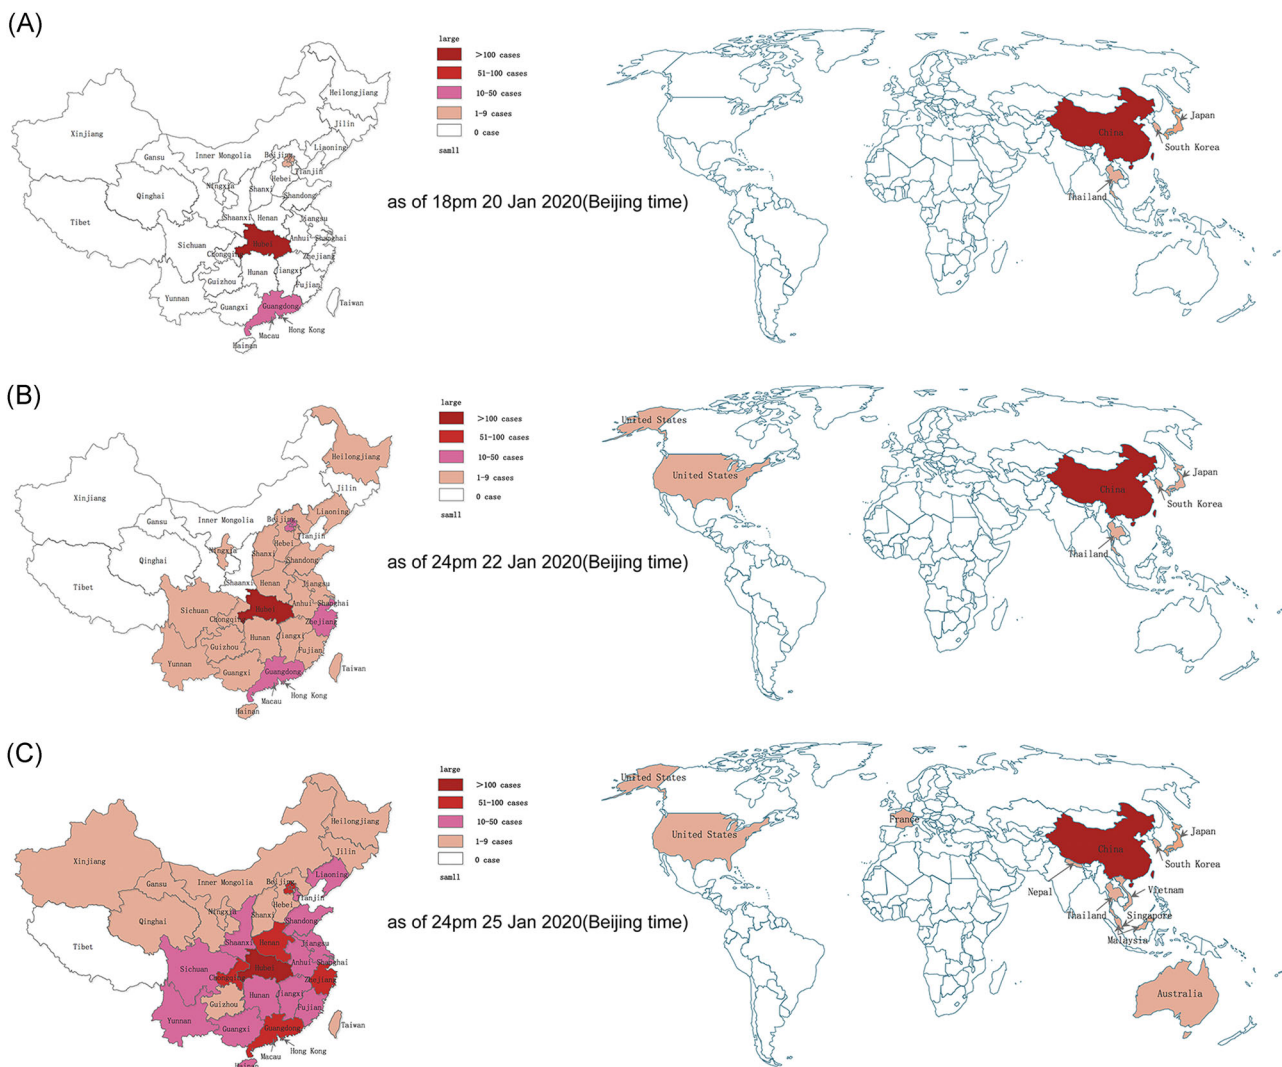 (A)
large
>100 cases
51-100 cases
10-50 cases
1-9 cases
0 case
samll
Heilongjiang
Jilin
Xinjiang
Liaoning
Gansu
Inner Mongolia
Beijing
Tianjin
Hebei
Ningxia
Shanxi
Qinghai
Shandong
Tibet
Shaanxi
Henan
Jiangsu
Sichuan
Hubei
Anhui
Shanghai
Chongqing
Zhejiang
Hunan
Jiangxi
Guizhou
Fujian
Yunnan
Guangxi
Guangdong
Taiwan
Hong Kong
Macau
Hainan
as of 18pm 20 Jan 2020(Beijing time)
China
Japan
South Korea
Thailand
(B)
large
>100 cases
51-100 cases
10-50 cases
1-9 cases
0 case
samll
Heilongjiang
Jilin
Xinjiang
Liaoning
Gansu
Inner Mongolia
Beijing
Tianjin
Hebei
Ningxia
Shanxi
Qinghai
Shandong
Tibet
Shaanxi
Henan
Jiangsu
Sichuan
Hubei
Anhui
Shanghai
Chongqing
Zhejiang
Hunan
Jiangxi
Guizhou
Fujian
Yunnan
Guangxi
Guangdong
Taiwan
Hong Kong
Macau
Hainan
as of 24pm 22 Jan 2020(Beijing time)
United States
United States
China
Japan
South Korea
Thailand
(C)
large
>100 cases
51-100 cases
10-50 cases
1-9 cases
0 case
samll
Heilongjiang
Jilin
Xinjiang
Liaoning
Gansu
Inner Mongolia
Beijing
Tianjin
Hebei
Ningxia
Shanxi
Qinghai
Shandong
Tibet
Shaanxi
Henan
Jiangsu
Sichuan
Hubei
Anhui
Shanghai
Chongqing
Zhejiang
Hunan
Jiangxi
Guizhou
Fujian
Yunnan
Guangxi
Guangdong
Taiwan
Hong Kong
Macau
Hainan
as of 24pm 25 Jan 2020(Beijing time)
United States
United States
France
China
Japan
South Korea
Nepal
Vietnam
Thailand
Singapore
Malaysia
Australia